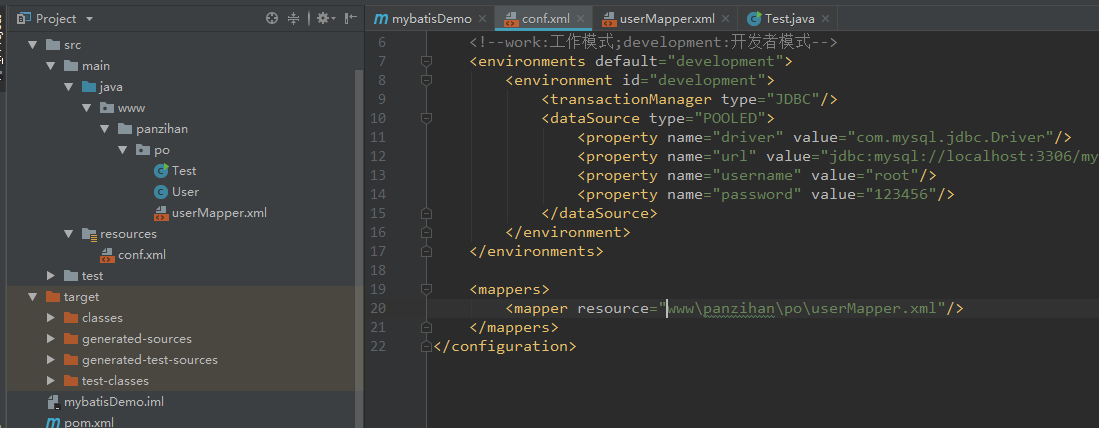 Project
mybatisDemo
conf.xml
userMapper.xml
Test.java
src
main
java
www
panzihan
po
Test
User
userMapper.xml
resources
conf.xml
test
target
classes
generated-sources
generated-test-sources
test-classes
mybatisDemo.iml
pom.xml
6 <!--work:工作模式;development:开发者模式-->
7 <environments default="development">
8 <environment id="development">
9 <transactionManager type="JDBC"/>
10 <dataSource type="POOLED">
11 <property name="driver" value="com.mysql.jdbc.Driver"/>
12 <property name="url" value="jdbc:mysql://localhost:3306/my
13 <property name="username" value="root"/>
14 <property name="password" value="123456"/>
15 </dataSource>
16 </environment>
17 </environments>
18
19 <mappers>
20 <mapper resource="www\panzihan\po\userMapper.xml"/>
21 </mappers>
22 </configuration>